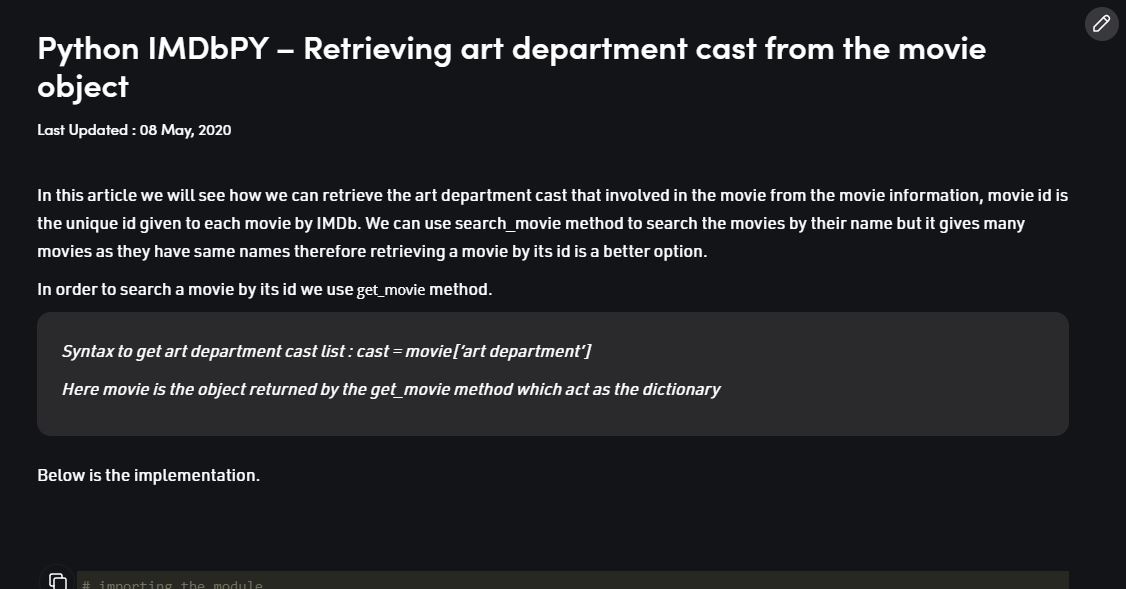 Python IMDbPY – Retrieving art department cast from the movie
object
Last Updated : 08 May, 2020
In this article we will see how we can retrieve the art department cast that involved in the movie from the movie information, movie id is
the unique id given to each movie by IMDb. We can use search_movie method to search the movies by their name but it gives many
movies as they have same names therefore retrieving a movie by its id is a better option.
In order to search a movie by its id we use get_movie method.
Syntax to get art department cast list : cast = movie[‘art department’]
Here movie is the object returned by the get_movie method which act as the dictionary
Below is the implementation.
# importing the module